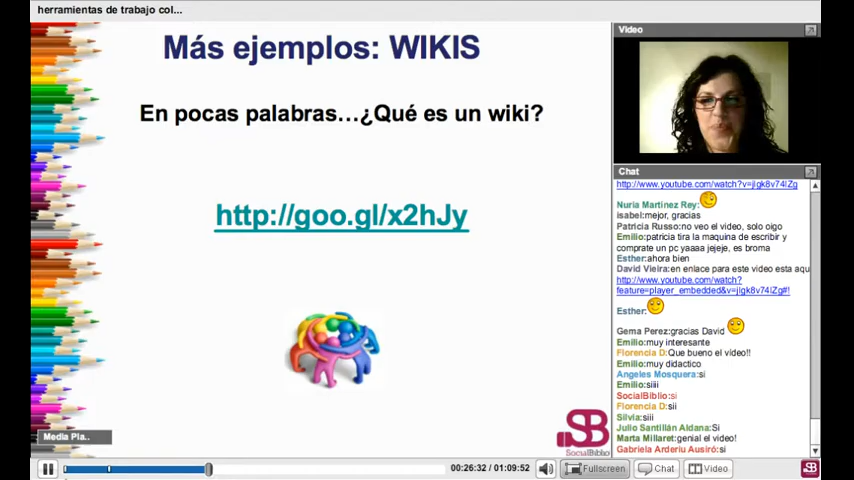 herramientas de trabajo col...
Más ejemplos: WIKIS
En pocas palabras...¿Qué es un wiki?
http://goo.gl/x2hJy
SB
SocialBiblio
Media Pla..
Video
Chat
http://www.youtube.com/watch?v=jIgk8v74IZg
Nuria Martínez Rey:
isabel:mejor, gracias
Patricia Russo:no veo el video, solo oigo
Emilio:patricia tira la maquina de escribir y
comprate un pc yaaaa jejeje, es broma
Esther:ahora bien
David Vieira:en enlace para este video esta aqu
http://www.youtube.com/watch?
feature=player_embedded&v=jIgk8v74IZg#!
Esther:
Gema Perez:gracias David
Emilio:muy interesante
Florencia D:Que bueno el vídeo!!
Emilio:muy didactico
Angeles Mosquera:si
Emilio:siiii
SocialBiblio:si
Florencia D:sii
Silvia:siii
Julio Santillán Aldana:Si
Marta Millaret:genial el video!
Gabriela Arderiu Ausiró:si
00:26:32 / 01:09:52
Fullscreen
Chat
Video
SB